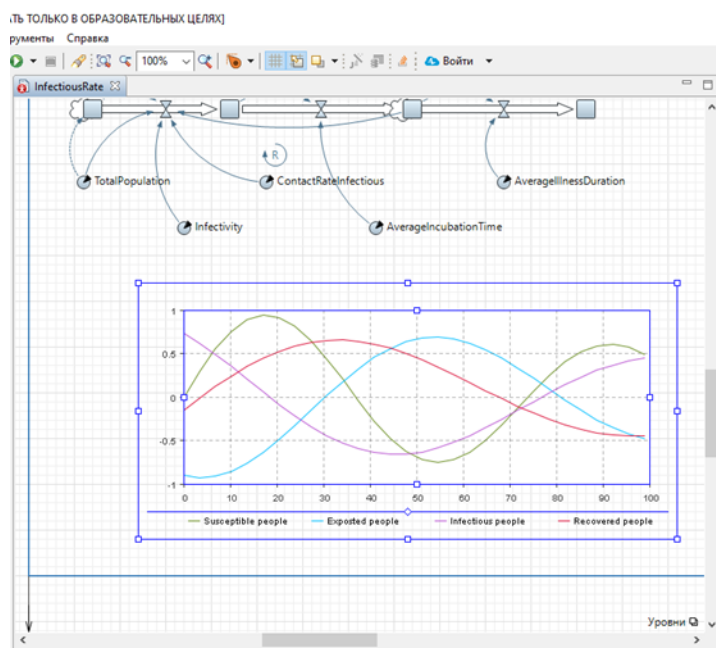 АТЬ ТОЛЬКО В ОБРАЗОВАТЕЛЬНЫХ ЦЕЛЯХ]
рументы Справка
100% Войти
InfectiousRate
R
TotalPopulation ContactRateInfectious AverageIllnessDuration
Infectivity AverageIncubationTime
1
0.5
0
-0.5
-1
0 10 20 30 40 50 60 70 80 90 100
Susceptible people Exposted people Infectious people Recovered people
Уровни